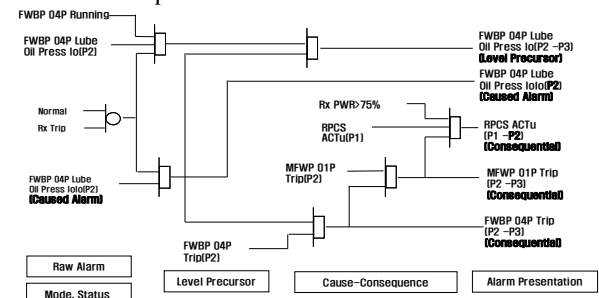 FWBP 04P Running
FWBP 04P Lube
Oil Press lo(P2)
Normal
Rx Trip
FWBP 04P Lube
Oil Press lolo(P2)
(Caused Alarm)
FWBP 04P
Trip(P2)
MFWP 01P
Trip(P2)
Rx PWR>75%
RPCS
ACTu(P1)
FWBP 04P Lube
Oil Press lo(P2 -P3)
(Level Precursor)
FWBP 04P Lube
Oil Press lolo(P2)
(Caused Alarm)
RPCS ACTu
(P1 -P2)
(Consequential)
MFWP 01P Trip
(P2 -P3)
(Consequential)
FWBP 04P Trip
(P2 -P3)
(Consequential)
Raw Alarm
Mode, Status
Level Precursor
Cause-Consequence
Alarm Presentation